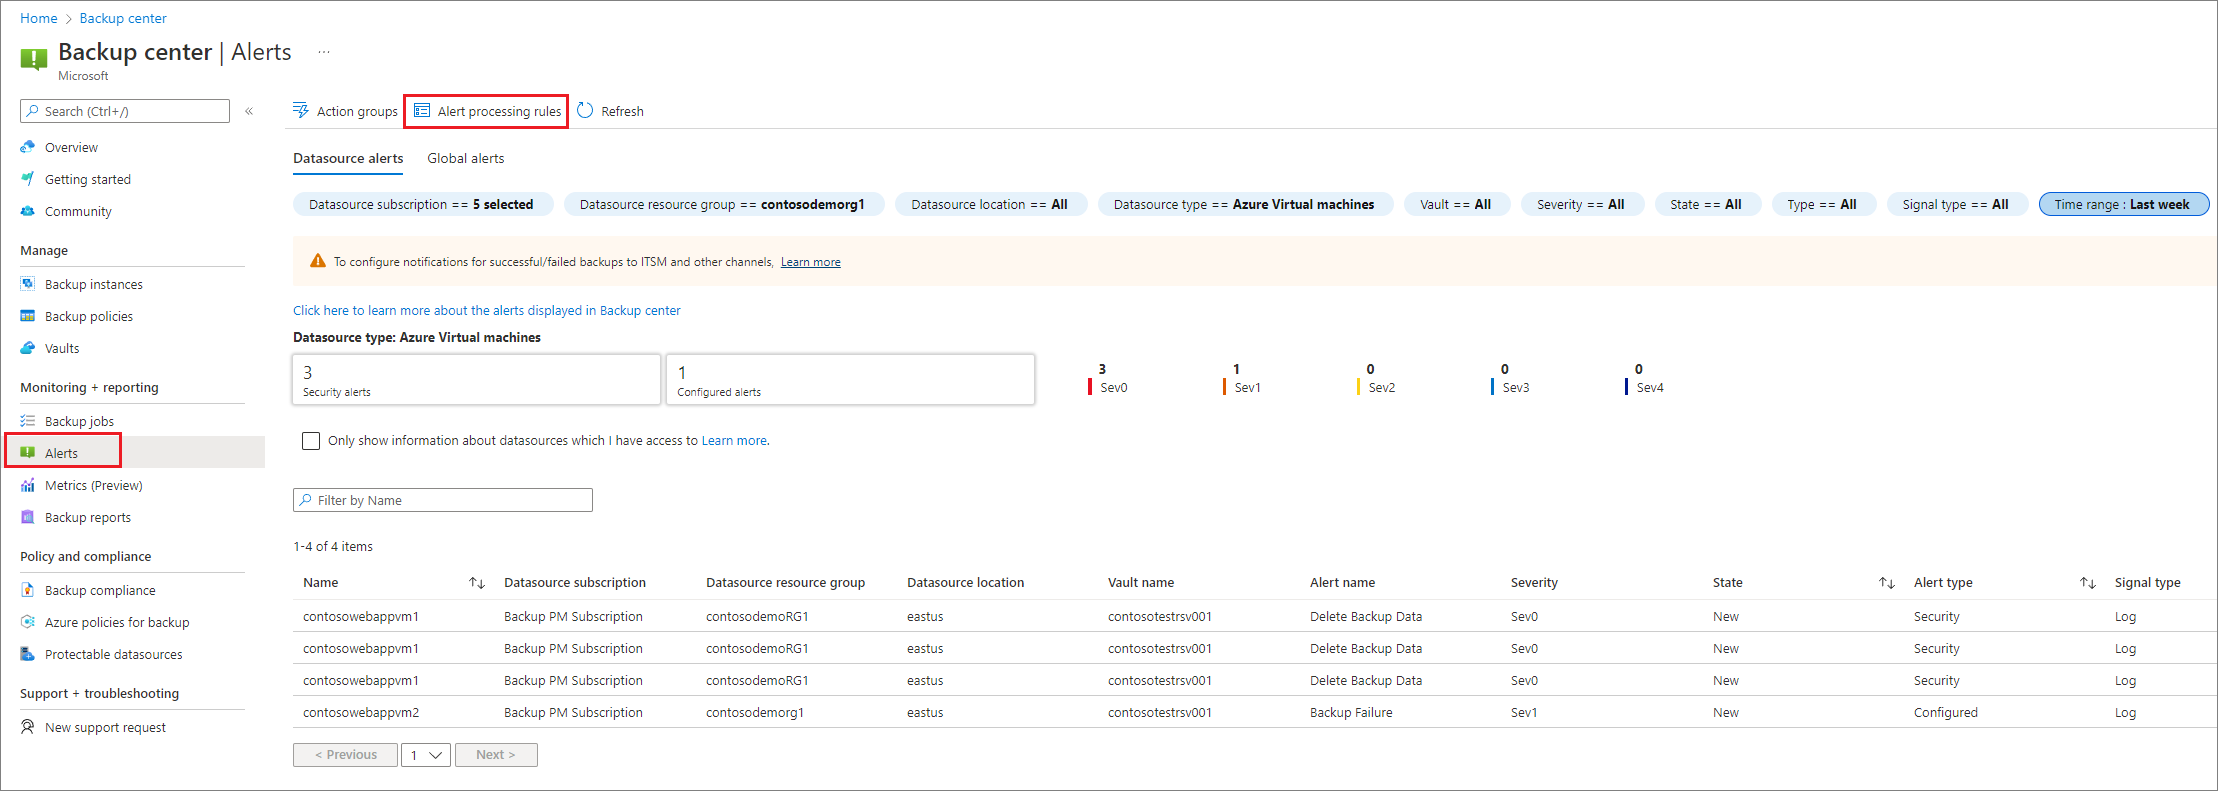 Home > Backup center
Backup center | Alerts ...
Microsoft
Search (Ctrl+/) «
Overview
Getting started
Community
Manage
Backup instances
Backup policies
Vaults
Monitoring + reporting
Backup jobs
Alerts
Metrics (Preview)
Backup reports
Policy and compliance
Backup compliance
Azure policies for backup
Protectable datasources
Support + troubleshooting
New support request
Action groups Alert processing rules Refresh
Datasource alerts Global alerts
Datasource subscription == 5 selected Datasource resource group == contosodemorg1 Datasource location == All Datasource type == Azure Virtual machines Vault == All Severity == All State == All Type == All Signal type == All Time range : Last week
To configure notifications for successful/failed backups to ITSM and other channels, Learn more
Click here to learn more about the alerts displayed in Backup center
Datasource type: Azure Virtual machines
3 1 3 1 0 0 0
Security alerts Configured alerts Sev0 Sev1 Sev2 Sev3 Sev4
Only show information about datasources which I have access to Learn more.
Filter by Name
1-4 of 4 items
Name Datasource subscription Datasource resource group Datasource location Vault name Alert name Severity State Alert type Signal type
contosowebappvm1 Backup PM Subscription contosodemoRG1 eastus contosotestrsv001 Delete Backup Data Sev0 New Security Log
contosowebappvm1 Backup PM Subscription contosodemoRG1 eastus contosotestrsv001 Delete Backup Data Sev0 New Security Log
contosowebappvm1 Backup PM Subscription contosodemoRG1 eastus contosotestrsv001 Delete Backup Data Sev0 New Security Log
contosowebappvm2 Backup PM Subscription contosodemorg1 eastus contosotestrsv001 Backup Failure Sev1 New Configured Log
< Previous 1 Next >